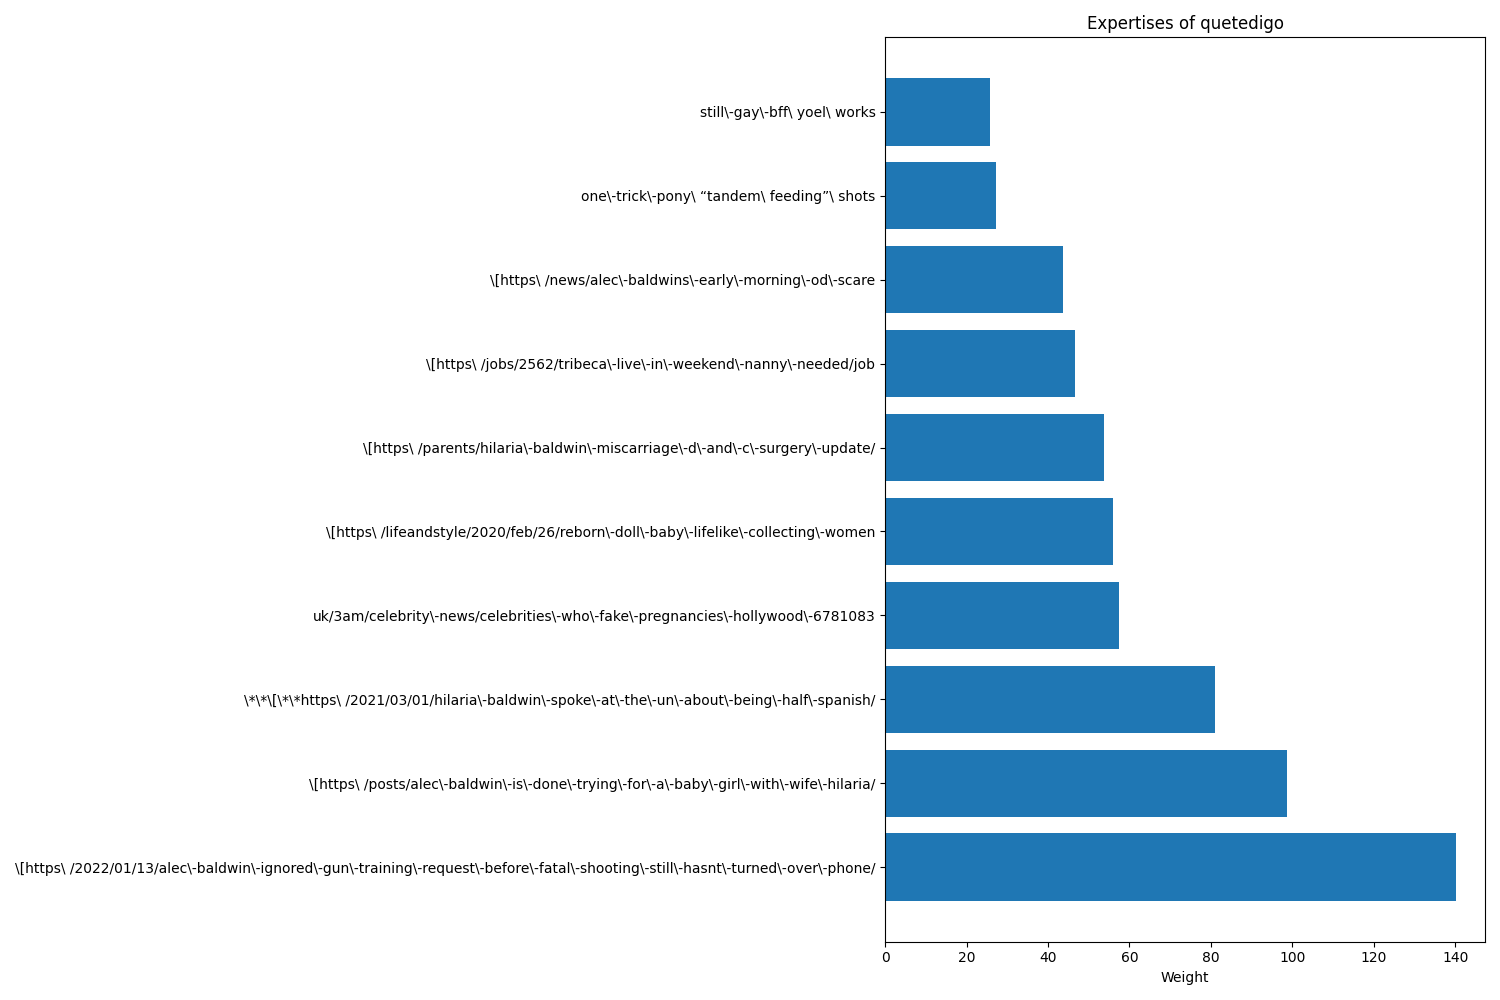 Expertises of quetedigo
still\-gay\-bff\ yoel\ works
one\-trick\-pony\ “tandem\ feeding”\ shots
\[https\ /news/alec\-baldwins\-early\-morning\-od\-scare
\[https\ /jobs/2562/tribeca\-live\-in\-weekend\-nanny\-needed/job
\[https\ /parents/hilaria\-baldwin\-miscarriage\-d\-and\-c\-surgery\-update/
\[https\ /lifeandstyle/2020/feb/26/reborn\-doll\-baby\-lifelike\-collecting\-women
uk/3am/celebrity\-news/celebrities\-who\-fake\-pregnancies\-hollywood\-6781083
\*\*\[\*\*https\ /2021/03/01/hilaria\-baldwin\-spoke\-at\-the\-un\-about\-being\-half\-spanish/
\[https\ /posts/alec\-baldwin\-is\-done\-trying\-for\-a\-baby\-girl\-with\-wife\-hilaria/
\[https\ /2022/01/13/alec\-baldwin\-ignored\-gun\-training\-request\-before\-fatal\-shooting\-still\-hasnt\-turned\-over\-phone/
0 20 40 60 80 100 120 140
Weight